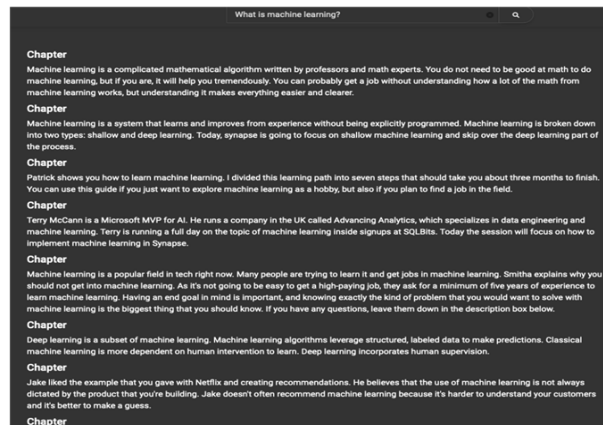 What is machine learning?
Chapter
Machine learning is a complicated mathematical algorithm written by professors and math experts. You do not need to be good at math to do
machine learning, but if you are, it will help you tremendously. You can probably get a job without understanding how a lot of the math from
machine learning works, but understanding it makes everything easier and clearer.
Chapter
Machine learning is a system that learns and improves from experience without being explicitly programmed. Machine learning is broken down
into two types: shallow and deep learning. Today, synapse is going to focus on shallow machine learning and skip over the deep learning part of
the process.
Chapter
Patrick shows you how to learn machine learning. I divided this learning path into seven steps that should take you about three months to finish.
You can use this guide if you just want to explore machine learning as a hobby, but also if you plan to find a job in the field.
Chapter
Terry McCann is a Microsoft MVP for AI. He runs a company in the UK called Advancing Analytics, which specializes in data engineering and
machine learning. Terry is running a full day on the topic of machine learning inside signups at SQLBits. Today the session will focus on how to
implement machine learning in Synapse.
Chapter
Machine learning is a popular field in tech right now. Many people are trying to learn it and get jobs in machine learning. Smitha explains why you
should not get into machine learning. As it's not going to be easy to get a high-paying job, they ask for a minimum of five years of experience to
learn machine learning. Having an end goal in mind is important, and knowing exactly the kind of problem that you would want to solve with
machine learning is the biggest thing that you should know. If you have any questions, leave them down in the description box below.
Chapter
Deep learning is a subset of machine learning. Machine learning algorithms leverage structured, labeled data to make predictions. Classical
machine learning is more dependent on human intervention to learn. Deep learning incorporates human supervision.
Chapter
Jake liked the example that you gave with Netflix and creating recommendations. He believes that the use of machine learning is not always
dictated by the product that you're building. Jake doesn't often recommend machine learning because it's harder to understand your customers
and it's better to make a guess.
Chapter